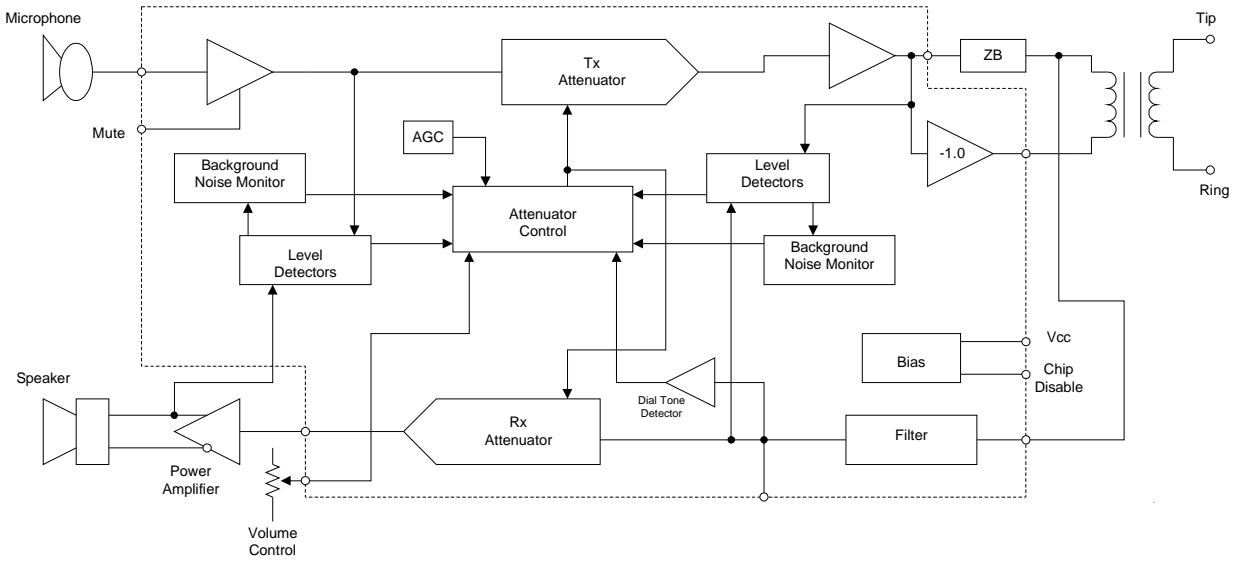 Microphone
Tip
Tx
Attenuator
ZB
Mute
AGC
-1.0
Background
Noise Monitor
Level
Detectors
Ring
Attenuator
Control
Level
Detectors
Background
Noise Monitor
Vcc
Bias
Chip
Disable
Speaker
Dial Tone
Detector
Rx
Attenuator
Filter
Power
Amplifier
Volume
Control